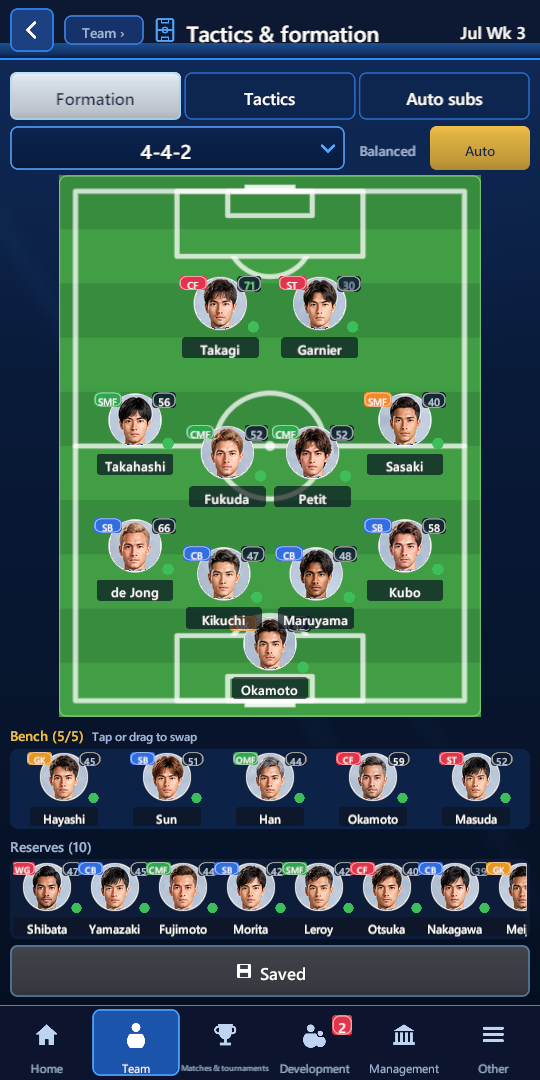 Team ›
Tactics & formation
Jul Wk 3
Formation
Tactics
Auto subs
4-4-2
Balanced
Auto
CF 71
ST 30
Takagi
Garnier
SMF 56
SMF 40
Takahashi
Sasaki
CMF 52
CMF 52
Fukuda
Petit
SB 66
SB 58
de Jong
Kubo
CB 47
CB 48
Kikuchi
Maruyama
Okamoto
Bench (5/5) Tap or drag to swap
GK 45
SB 51
OMF 44
CF 59
ST 52
Hayashi
Sun
Han
Okamoto
Masuda
Reserves (10)
WG 47
CB 45
CMF 44
SB 42
SMF 42
CF 40
CB 39
GK
Shibata
Yamazaki
Fujimoto
Morita
Leroy
Otsuka
Nakagawa
Mei
Saved
2
Home
Team
Matches & tournaments
Development
Management
Other